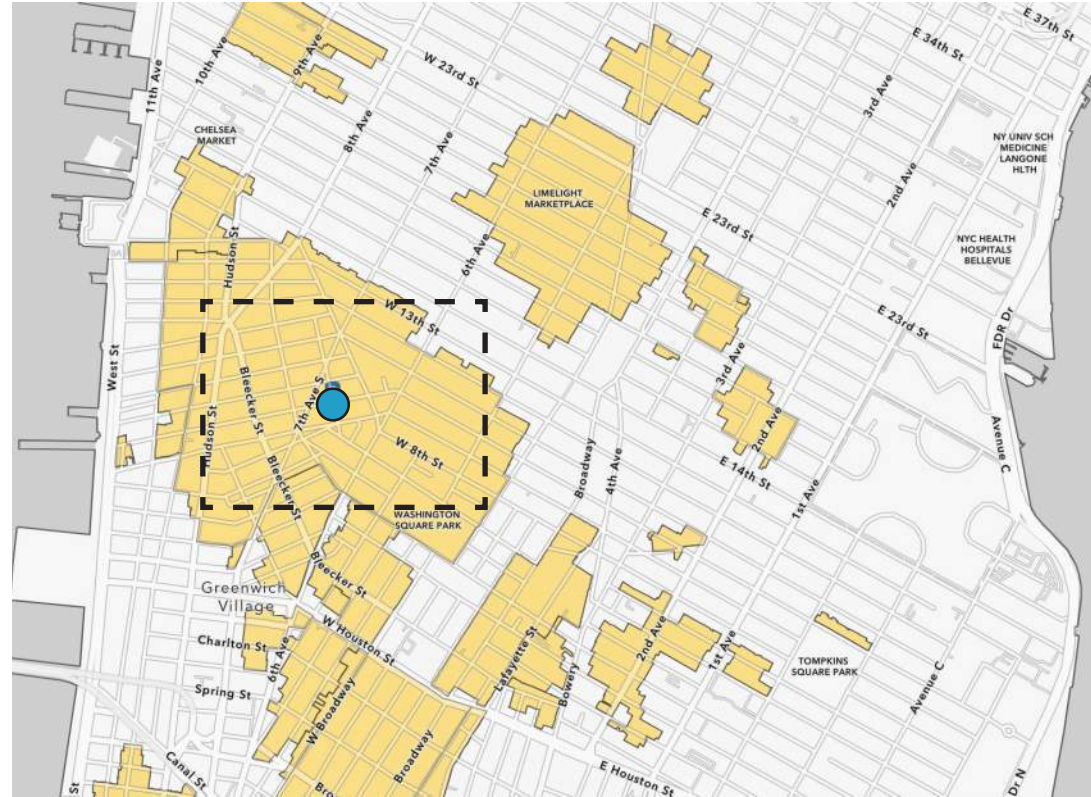 E 37th St
9th Ave
10th Ave
11th Ave
E 34th St
W 23rd St
3rd Ave
8th Ave
CHELSEA
MARKET
7th Ave
NY UNIV SCH
MEDICINE
LANGONE
HLTH
2nd Ave
LIMELIGHT
MARKETPLACE
E 23rd St
NYC HEALTH
HOSPITALS
BELLEVUE
Hudson St
6th Ave
9A
W 13th St
E 23rd St
FDR Dr
West St
3rd Ave
Bleecker St
7th Ave S
2nd Ave
Hudson St
W 8th St
Avenue C
Broadway
4th Ave
E 14th St
Bleecker St
1st Ave
WASHINGTON
SQUARE PARK
Bleecker St
Greenwich
Village
W Houston St
Charlton St
6th Ave
Lafayette St
2nd Ave
1st Ave
TOMPKINS
SQUARE PARK
Spring St
Bowery
Avenue C
W Broadway
Broadway
Canal St
E Houston St
St
Bro
Dr N